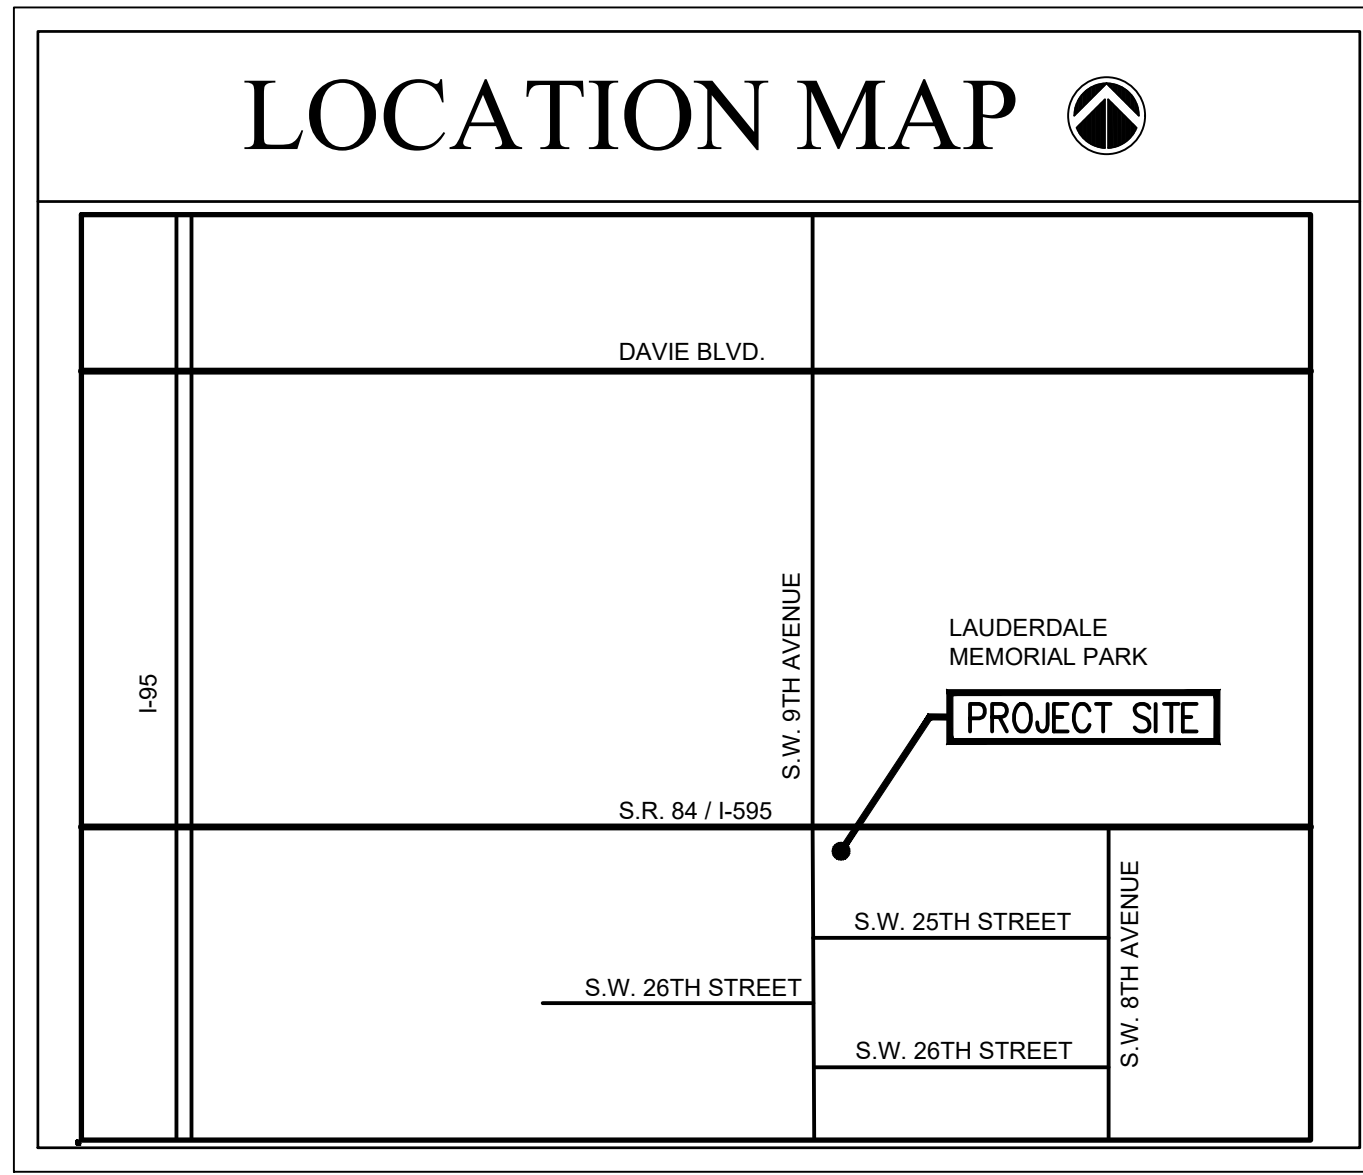 LOCATION MAP
DAVIE BLVD.
S.W. 9TH AVENUE
LAUDERDALE
MEMORIAL PARK
I-95
PROJECT SITE
S.R. 84 / I-595
S.W. 25TH STREET
S.W. 8TH AVENUE
S.W. 26TH STREET
S.W. 26TH STREET